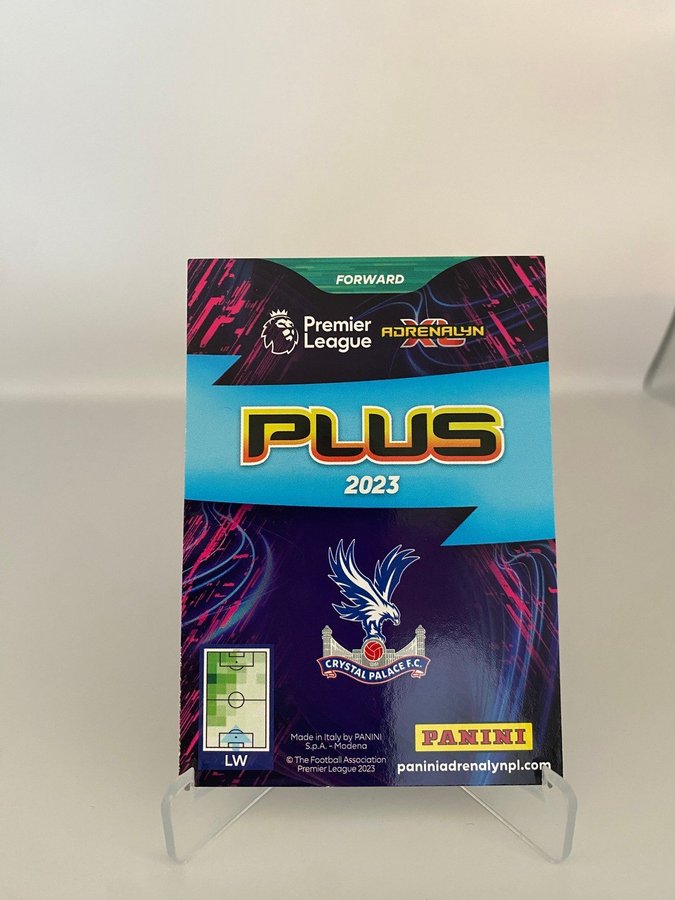 FORWARD
Premier
League
ADRENALYN
XL
PLUS
2023
CRYSTAL PALACE F.C.
LW
Made in Italy by PANINI
S.p.A. - Modena
© The Football Association
Premier League 2023
PANINI
paniniadrenalynpl.com